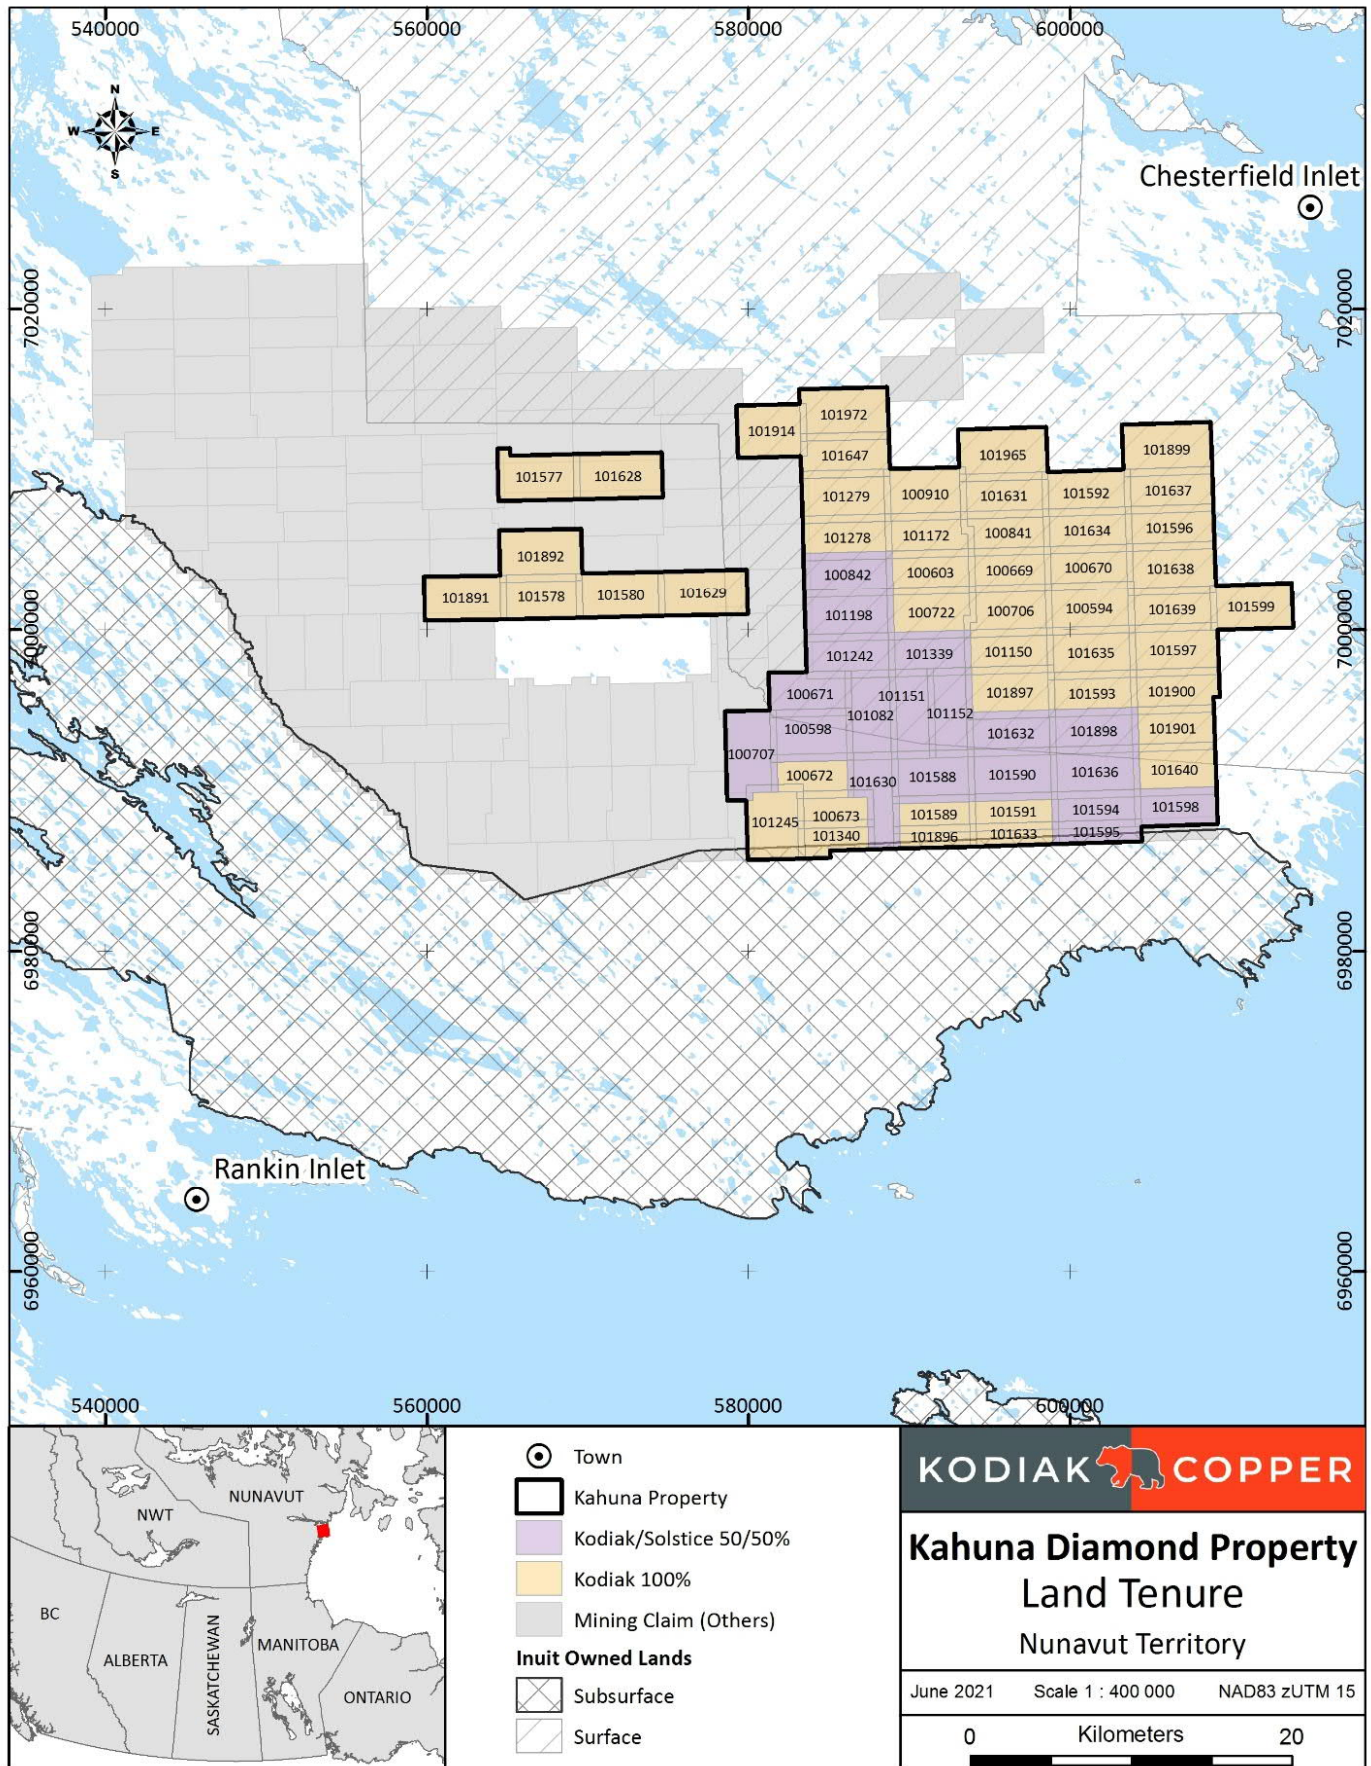 540000 560000 580000 600000
N
W E
S
Chesterfield Inlet
7020000 7020000
101972
101914
101647 101965 101899
101577 101628
101279 100910 101631 101592 101637
101278 101172 100841 101634 101596
101892
100842 100603 100669 100670 101638
101891 101578 101580 101629
101198 100722 100706 100594 101639 101599
7000000 7000000
101242 101339 101150 101635 101597
100671 101151 101897 101593 101900
101082 101152
100598 101632 101898 101901
100707
100672 101630 101588 101590 101636 101640
101245 100673 101589 101591 101594 101598
101340 101896 101633 101595
6980000 6980000
Rankin Inlet
6960000 6960000
540000 560000 580000 600000
NUNAVUT
NWT
BC
ALBERTA
SASKATCHEWAN
MANITOBA
ONTARIO
Town
Kahuna Property
Kodiak/Solstice 50/50%
Kodiak 100%
Mining Claim (Others)
Inuit Owned Lands
Subsurface
Surface
KODIAK COPPER
Kahuna Diamond Property
Land Tenure
Nunavut Territory
June 2021 Scale 1 : 400 000 NAD83 zUTM 15
0 Kilometers 20